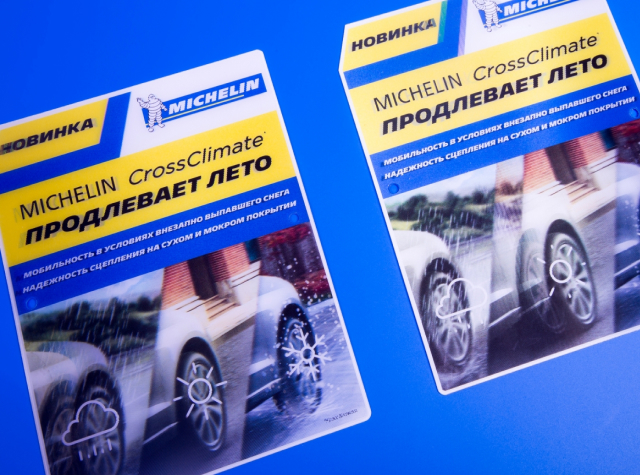 НОВИНКА
MICHELIN
MICHELIN CrossClimate
ПРОДЛЕВАЕТ ЛЕТО
МОБИЛЬНОСТЬ В УСЛОВИЯХ ВНЕЗАПНО ВЫПАВШЕГО СНЕГА
НАДЕЖНОСТЬ СЦЕПЛЕНИЯ НА СУХОМ И МОКРОМ ПОКРЫТИИ
НОВИНКА
MICHELIN CrossClimate
ПРОДЛЕВАЕТ ЛЕТО
МОБИЛЬНОСТЬ В УСЛОВИЯХ ВНЕЗАПНО ВЫПАВШЕГО СНЕГА
НАДЕЖНОСТЬ СЦЕПЛЕНИЯ НА СУХОМ И МОКРОМ ПОКРЫТИИ